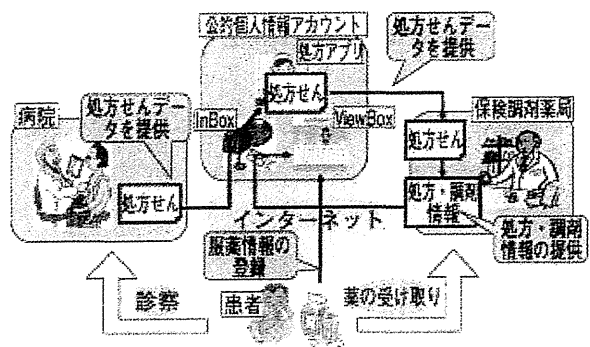 公的個人情報アカウント
処方アプリ
処方せんデー
タを提供
処方せん
InBox
ViewBox
病院
処方せんデー
タを提供
処方せん
保険調剤薬局
処方せん
処方・調剤
情報
処方・調剤
情報の提供
インターネット
服薬情報の
登録
診察
患者
薬の受け取り